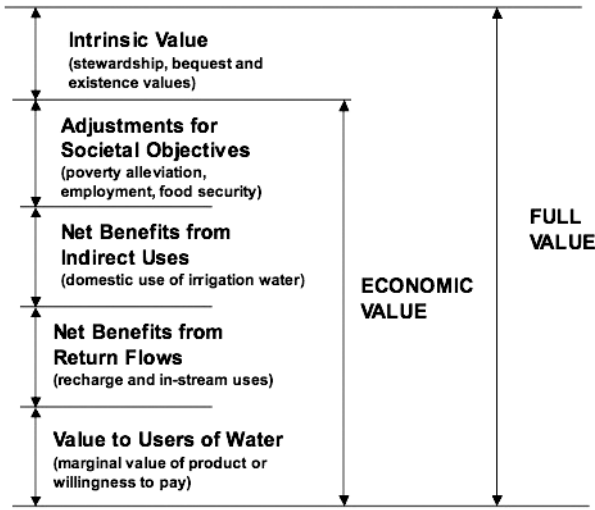 Intrinsic Value
(stewardship, bequest and
existence values)
Adjustments for
Societal Objectives
(poverty alleviation,
employment, food security)
Net Benefits from
Indirect Uses
(domestic use of irrigation water)
Net Benefits from
Return Flows
(recharge and in-stream uses)
Value to Users of Water
(marginal value of product or
willingness to pay)
ECONOMIC
VALUE
FULL
VALUE